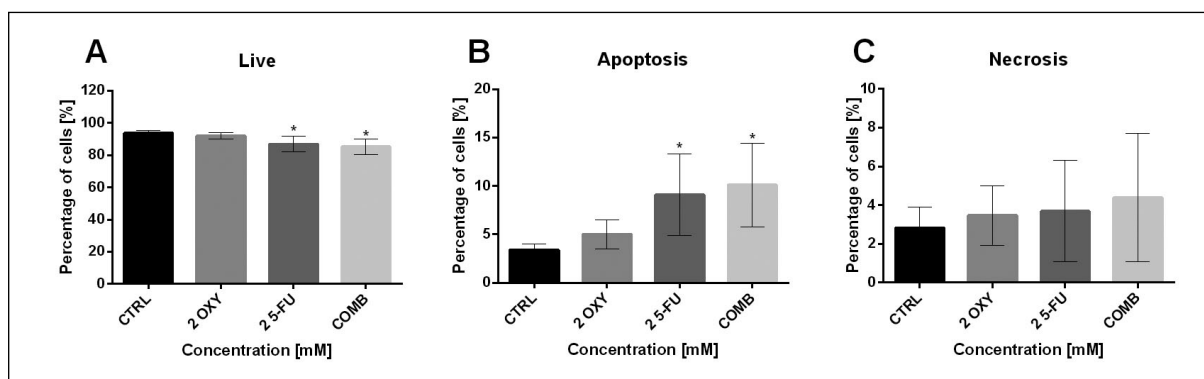 A
Live
Percentage of cells [%]
120
100
80
60
40
20
0
*
*
CTRL
2 OXY
2 5-FU
COMB
Concentration [mM]
B
Apoptosis
Percentage of cells [%]
20
15
10
5
0
*
*
CTRL
2 OXY
2 5-FU
COMB
Concentration [mM]
C
Necrosis
Percentage of cells [%]
10
8
6
4
2
0
CTRL
2 OXY
2 5-FU
COMB
Concentration [mM]